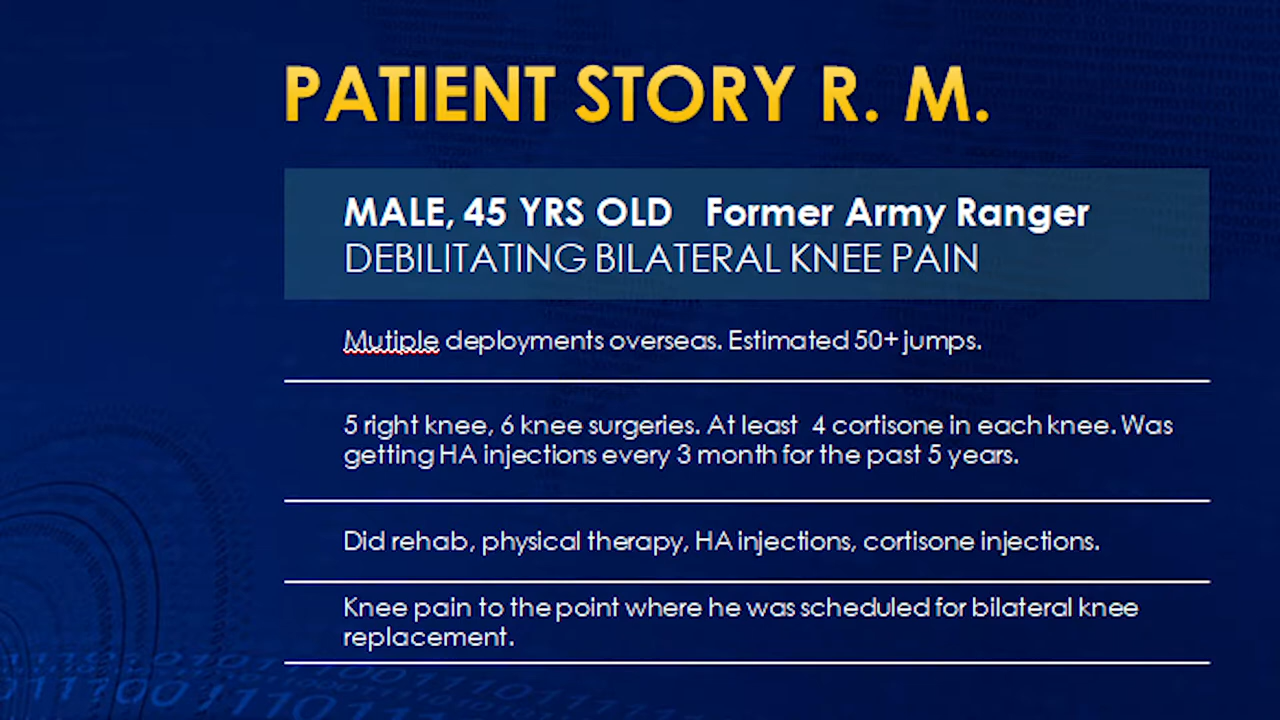 PATIENT STORY R. M.
MALE, 45 YRS OLD Former Army Ranger
DEBILITATING BILATERAL KNEE PAIN
Mutiple deployments overseas. Estimated 50+ jumps.
5 right knee, 6 knee surgeries. At least 4 cortisone in each knee. Was
getting HA injections every 3 month for the past 5 years.
Did rehab, physical therapy, HA injections, cortisone injections.
Knee pain to the point where he was scheduled for bilateral knee
replacement.